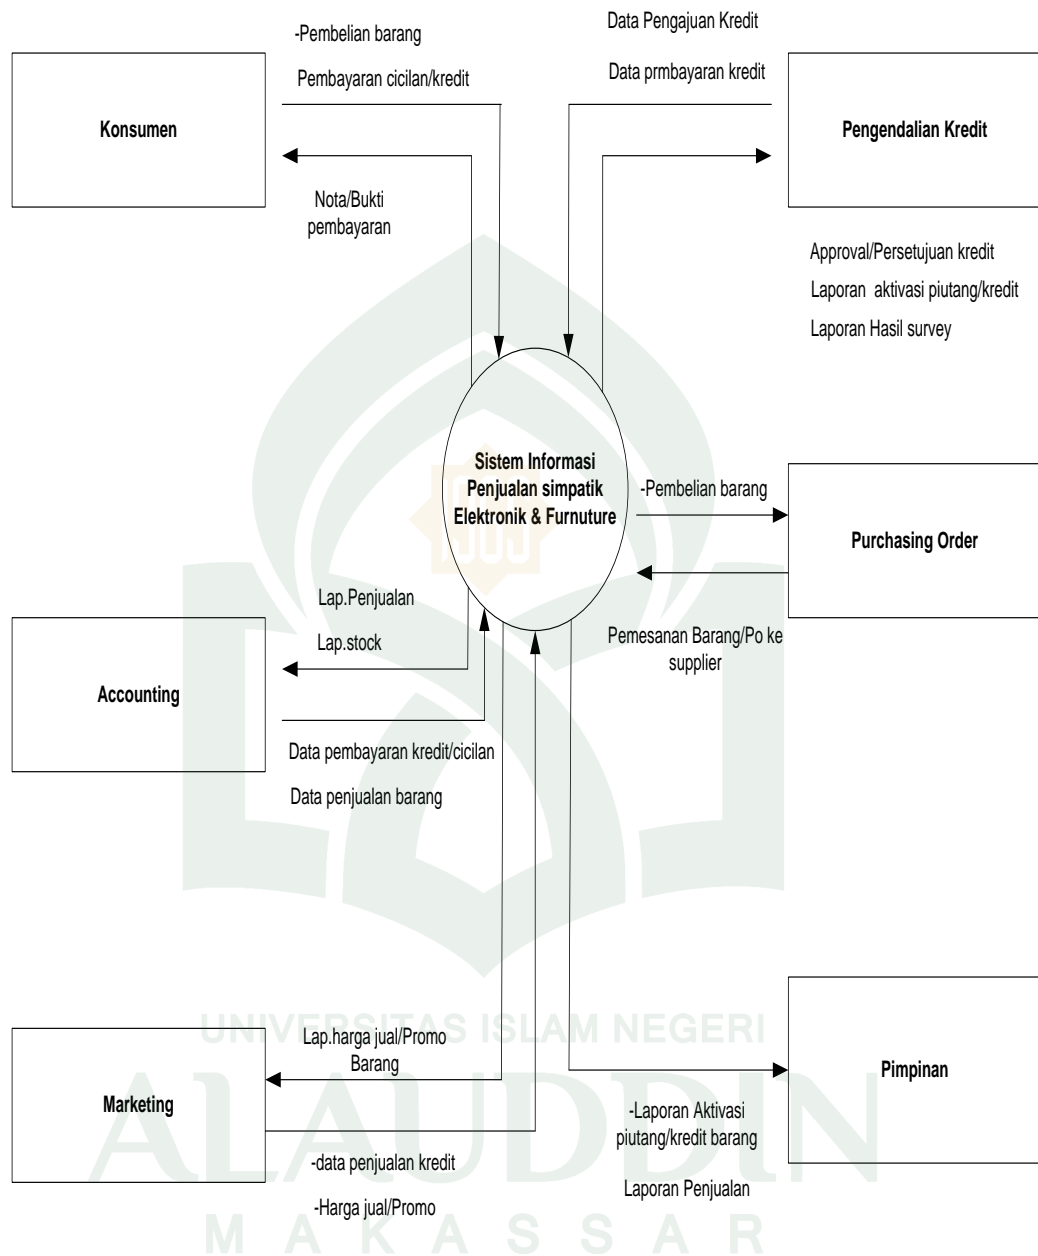 -Pembelian barang
Pembayaran cicilan/kredit
Data Pengajuan Kredit
Data prmbayaran kredit
Konsumen
Pengendalian Kredit
Nota/Bukti
pembayaran
Approval/Persetujuan kredit
Laporan aktivasi piutang/kredit
Laporan Hasil survey
Sistem Informasi
Penjualan simpatik
Elektronik & Furnuture
-Pembelian barang
Purchasing Order
Pemesanan Barang/Po ke
supplier
Lap.Penjualan
Lap.stock
Accounting
Data pembayaran kredit/cicilan
Data penjualan barang
UNIVERSITAS ISLAM NEGERI
Lap.harga jual/Promo
Barang
Marketing
Pimpinan
ALAUDDIN
-data penjualan kredit
-Harga jual/Promo
-Laporan Aktivasi
piutang/kredit barang
Laporan Penjualan
MAKASSAR